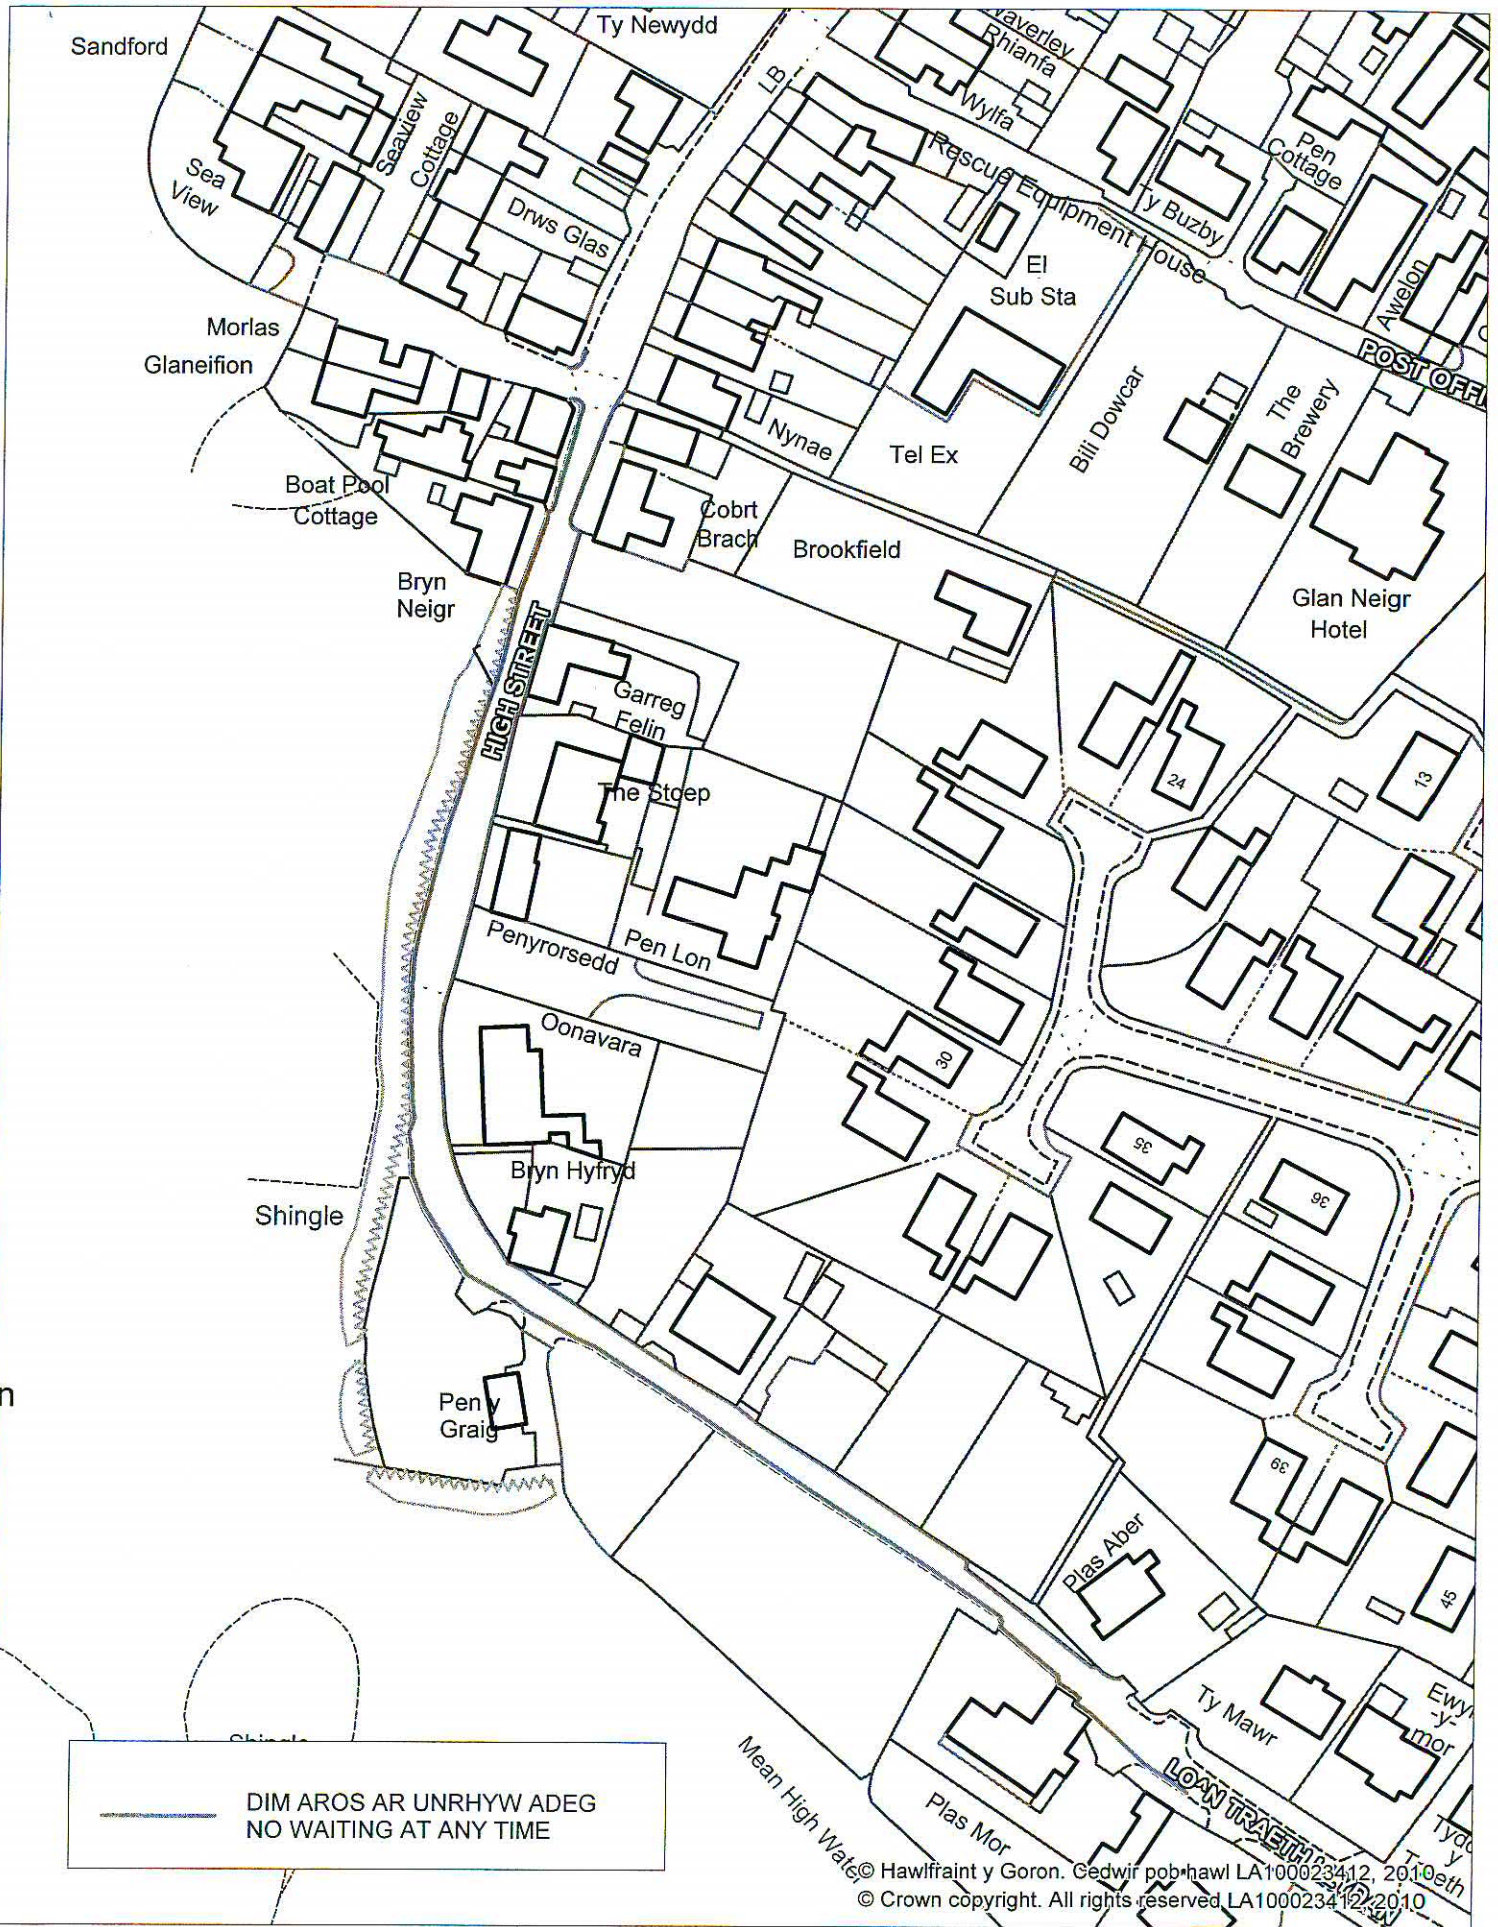 Sandford
Ty Newydd
LB
Waverley
Rhianfa
Wylfa
Seaview
Cottage
Sea
View
Drws Glas
Rescue Equipment House
Ty Buzby
Pen
Cottage
El
Sub Sta
Awelon
Morlas
Glaneifion
POST OFFI
Nynae
Tel Ex
Bili Dowcar
The
Brewery
Boat Pool
Cottage
Cobrt
Brach
Brookfield
Bryn
Neigr
Glan Neigr
Hotel
HIGH STREET
Garreg
Felin
The Stoep
24
13
Penyrorsedd
Pen Lon
Oonavara
30
35
36
Bryn Hyfryd
Shingle
n
Pen y
Graig
39
45
Plas Aber
Shingle
Ty Mawr
Ewyn
-y-
mor
Mean High Water
Plas Mor
LOAN TRAETH
Traeth
y
DIM AROS AR UNRHYW ADEG
NO WAITING AT ANY TIME
© Hawlfraint y Goron. Cedwir pob hawl LA100023412, 2010
© Crown copyright. All rights reserved LA100023412, 2010